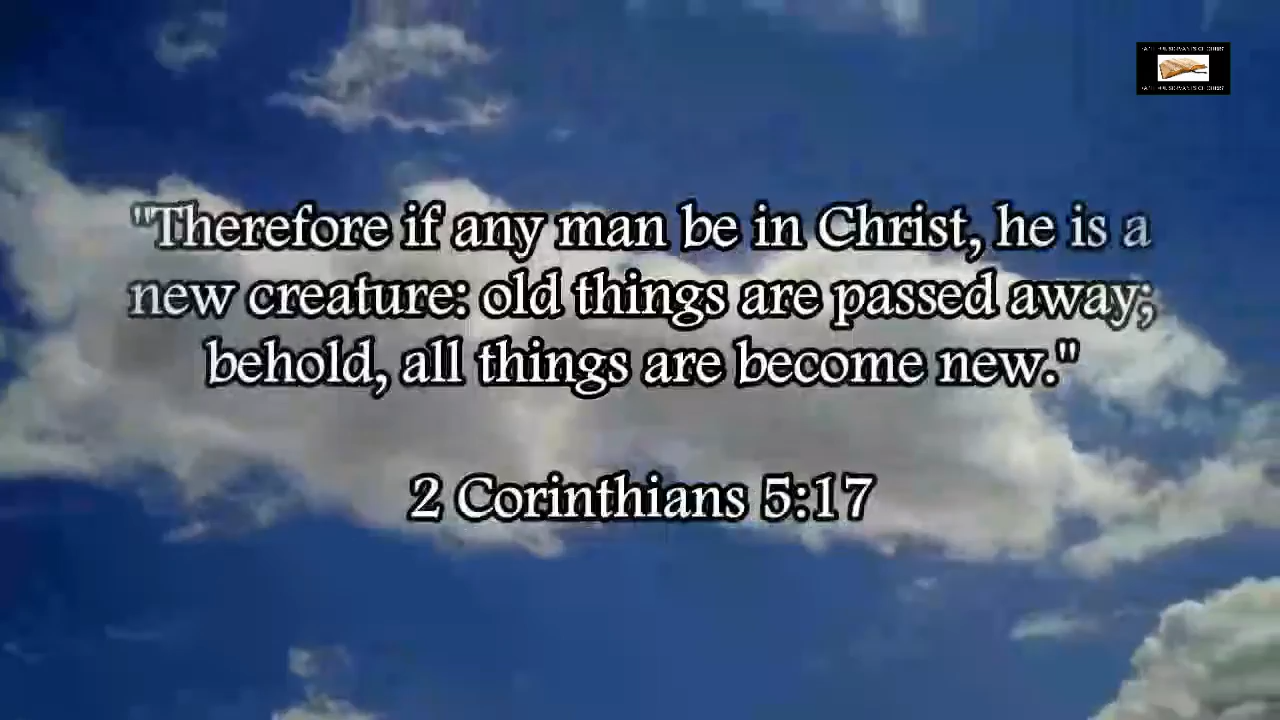 "Therefore if any man be in Christ, he is a
new creature: old things are passed away;
behold, all things are become new."
2 Corinthians 5:17